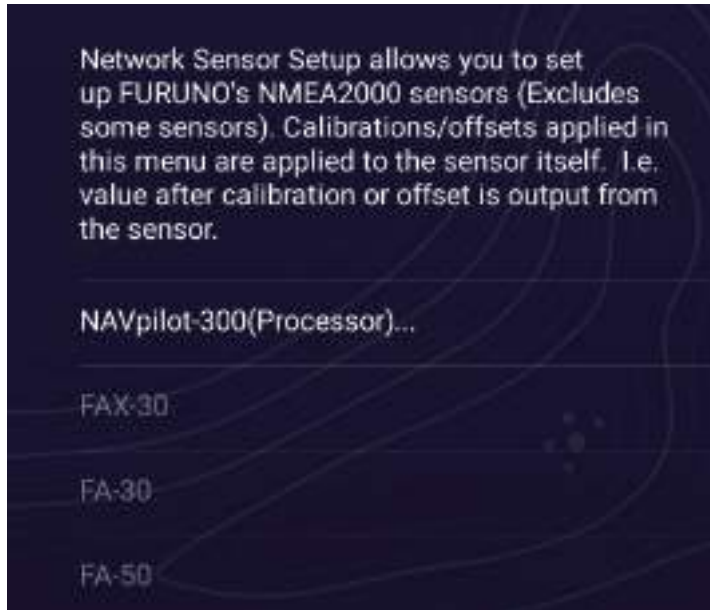 Network Sensor Setup allows you to set
up FURUNO's NMEA2000 sensors (Excludes
some sensors). Calibrations/offsets applied in
this menu are applied to the sensor itself.  I.e.
value after calibration or offset is output from
the sensor.
NAVpilot-300(Processor)...
FAX-30
FA-30
FA-50